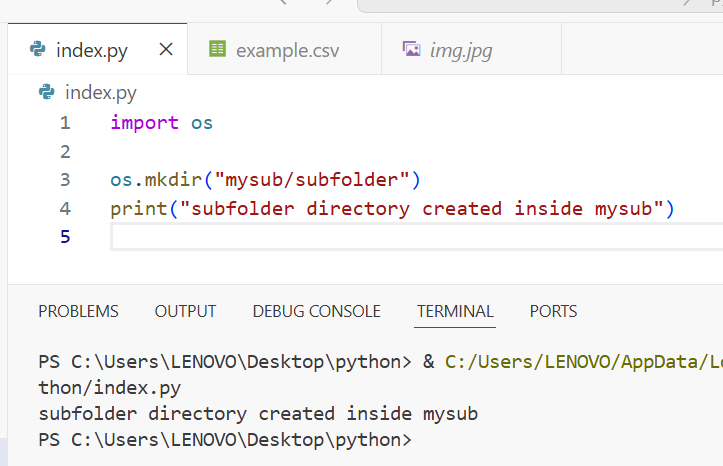 index.py
example.csv
img.jpg
index.py
1 import os
2
3 os.mkdir("mysub/subfolder")
4 print("subfolder directory created inside mysub")
5
PROBLEMS OUTPUT DEBUG CONSOLE TERMINAL PORTS
PS C:\Users\LENOVO\Desktop\python> & C:/Users/LENOVO/AppData/
thon/index.py
subfolder directory created inside mysub
PS C:\Users\LENOVO\Desktop\python>